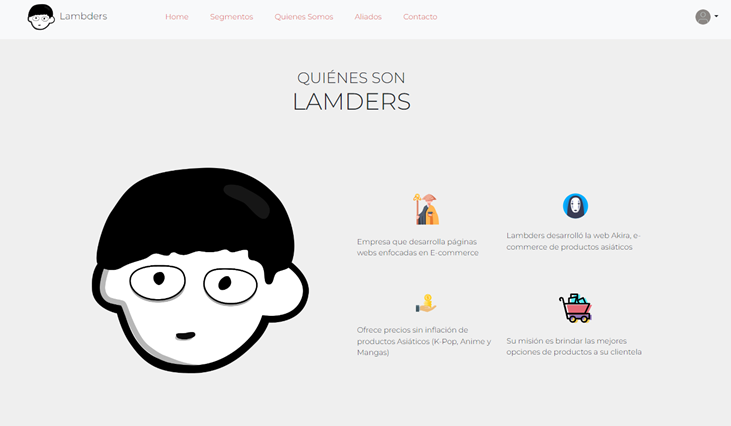 Lambders
Home Segmentos Quienes Somos Aliados Contacto
QUIÉNES SON
LAMDERS
Empresa que desarrolla páginas
webs enfocadas en E-commerce
Lambders desarrolló la web Akira, e-
commerce de productos asiáticos
Ofrece precios sin inflación de
productos Asiáticos (K-Pop, Anime y
Mangas)
Su misión es brindar las mejores
opciones de productos a su clientela